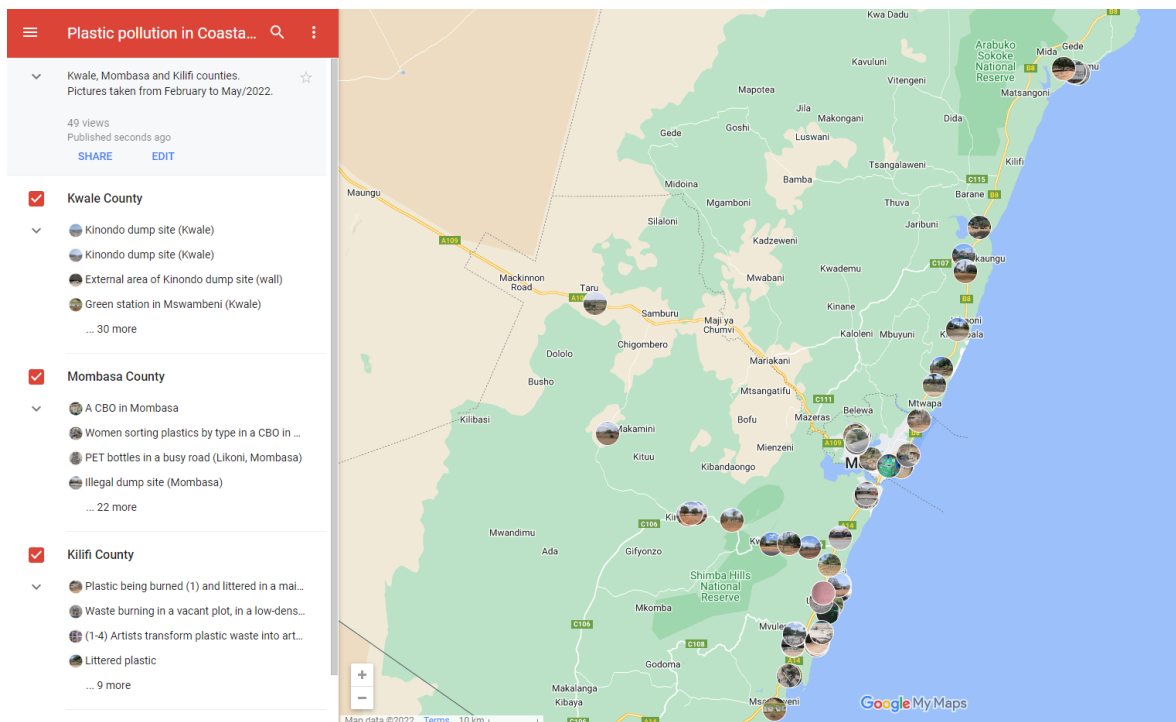 Plastic pollution in Coasta...
Kwale, Mombasa and Kilifi counties.
Pictures taken from February to May/2022.
49 views
Published seconds ago
SHARE EDIT
Kwale County
Kinondo dump site (Kwale)
Kinondo dump site (Kwale)
External area of Kinondo dump site (wall)
Green station in Mswambeni (Kwale)
... 30 more
Mombasa County
A CBO in Mombasa
Women sorting plastics by type in a CBO in ...
PET bottles in a busy road (Likoni, Mombasa)
Illegal dump site (Mombasa)
... 22 more
Kilifi County
Plastic being burned (1) and littered in a mai...
Waste burning in a vacant plot, in a low-dens...
(1-4) Artists transform plastic waste into art...
Littered plastic
... 9 more
Kwa Dadu
B8
Arabuko
Sokoke
National
Reserve
Mida Gede
B8
Kavuluni
Vitengeni
Matsangoni
Mapotea
Jila
Makongani
Dida
Goshi
Luswani
Gede
Kilifi
Tsangalaweni
C115
Bamba
Midoina
Barane
B8
Maungu
Mgamboni
Thuva
Silaloni
Jaribuni
A109
Kadzeweni
C107
Kwademu
Mackinnon
Road
Taru
Mwabani
B8
Samburu
Kinane
Maji ya
Chumvi
Kaloleni
Mbuyuni
Chigombero
Dololo
Mariakani
Busho
Mtsangatifu
C111
Mtwapa
Kilibasi
Bofu
Mazeras
Belewa
Makamini
A109
Mienzeni
Kituu
Kibandaongo
C106
A14
Mwandimu
Ada
Gifyonzo
Shimba Hills
National
Reserve
Mkomba
C106
C108
Godoma
A14
Makalanga
Kibaya
C106
A14
Google My Maps
Map data ©2022 Terms 10 km